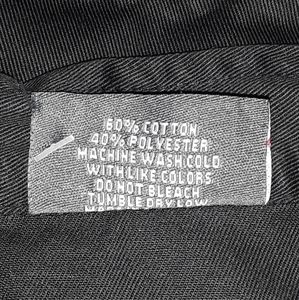 60% COTTON
40% POLYESTER
MACHINE WASH COLD
WITH LIKE COLORS
DO NOT BLEACH
TUMBLE DRY LOW